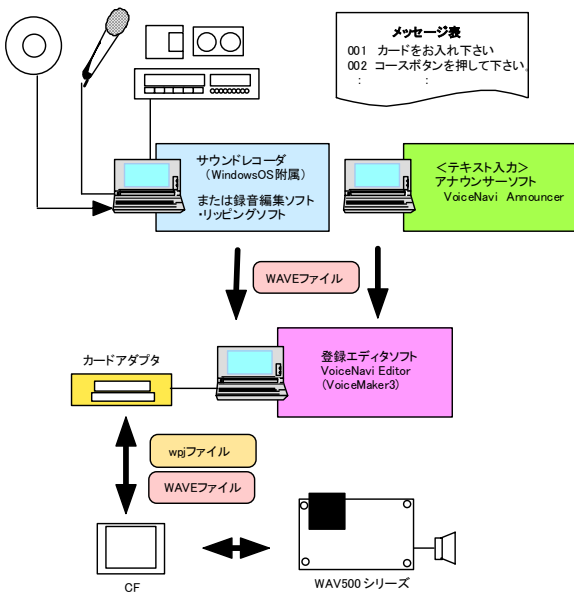 メッセージ表
001 カードをお入れ下さい
002 コースボタンを押して下さい。
: :
サウンドレコーダ
（WindowsOS附属）
または録音編集ソフト
・リッピングソフト
＜テキスト入力＞
アナウンサーソフト
VoiceNavi Announcer
WAVEファイル
カードアダプタ
登録エディタソフト
VoiceNavi Editor
(VoiceMaker3)
wpjファイル
WAVEファイル
CF
WAV500シリーズ